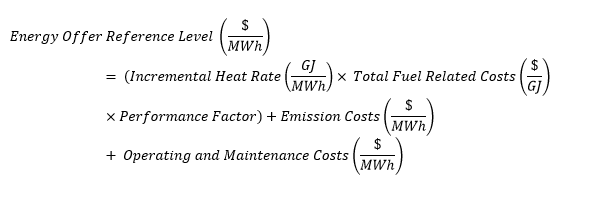 Energy Offer Reference Level ($/MWh)
= (Incremental Heat Rate (GJ/MWh) × Total Fuel Related Costs ($/GJ)
× Performance Factor) + Emission Costs ($/MWh)
+ Operating and Maintenance Costs ($/MWh)